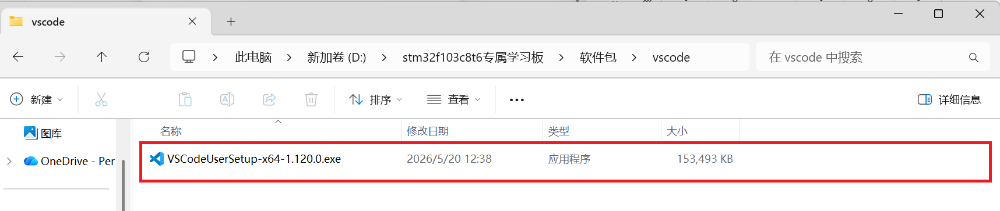 vscode
此电脑 新加卷 (D:) stm32f103c8t6专属学习板 软件包 vscode 在 vscode 中搜索
新建 排序 查看 详细信息
图库 名称 修改日期 类型 大小
OneDrive - Per VSCodeUserSetup-x64-1.120.0.exe 2026/5/20 12:38 应用程序 153,493 KB